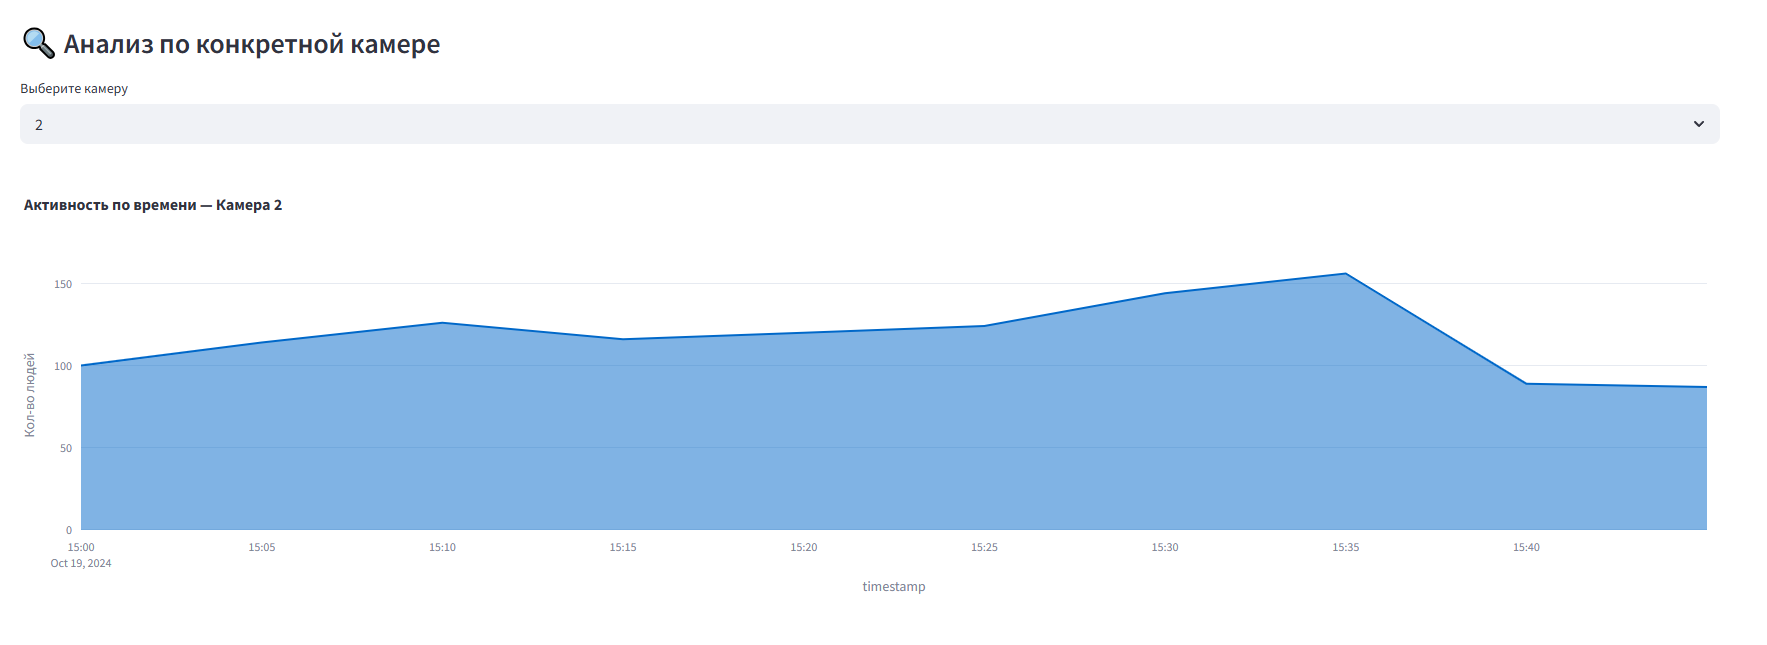 Анализ по конкретной камере
Выберите камеру
2
Активность по времени — Камера 2
Кол-во людей
150
100
50
0
15:00
Oct 19, 2024
15:05
15:10
15:15
15:20
15:25
15:30
15:35
15:40
timestamp